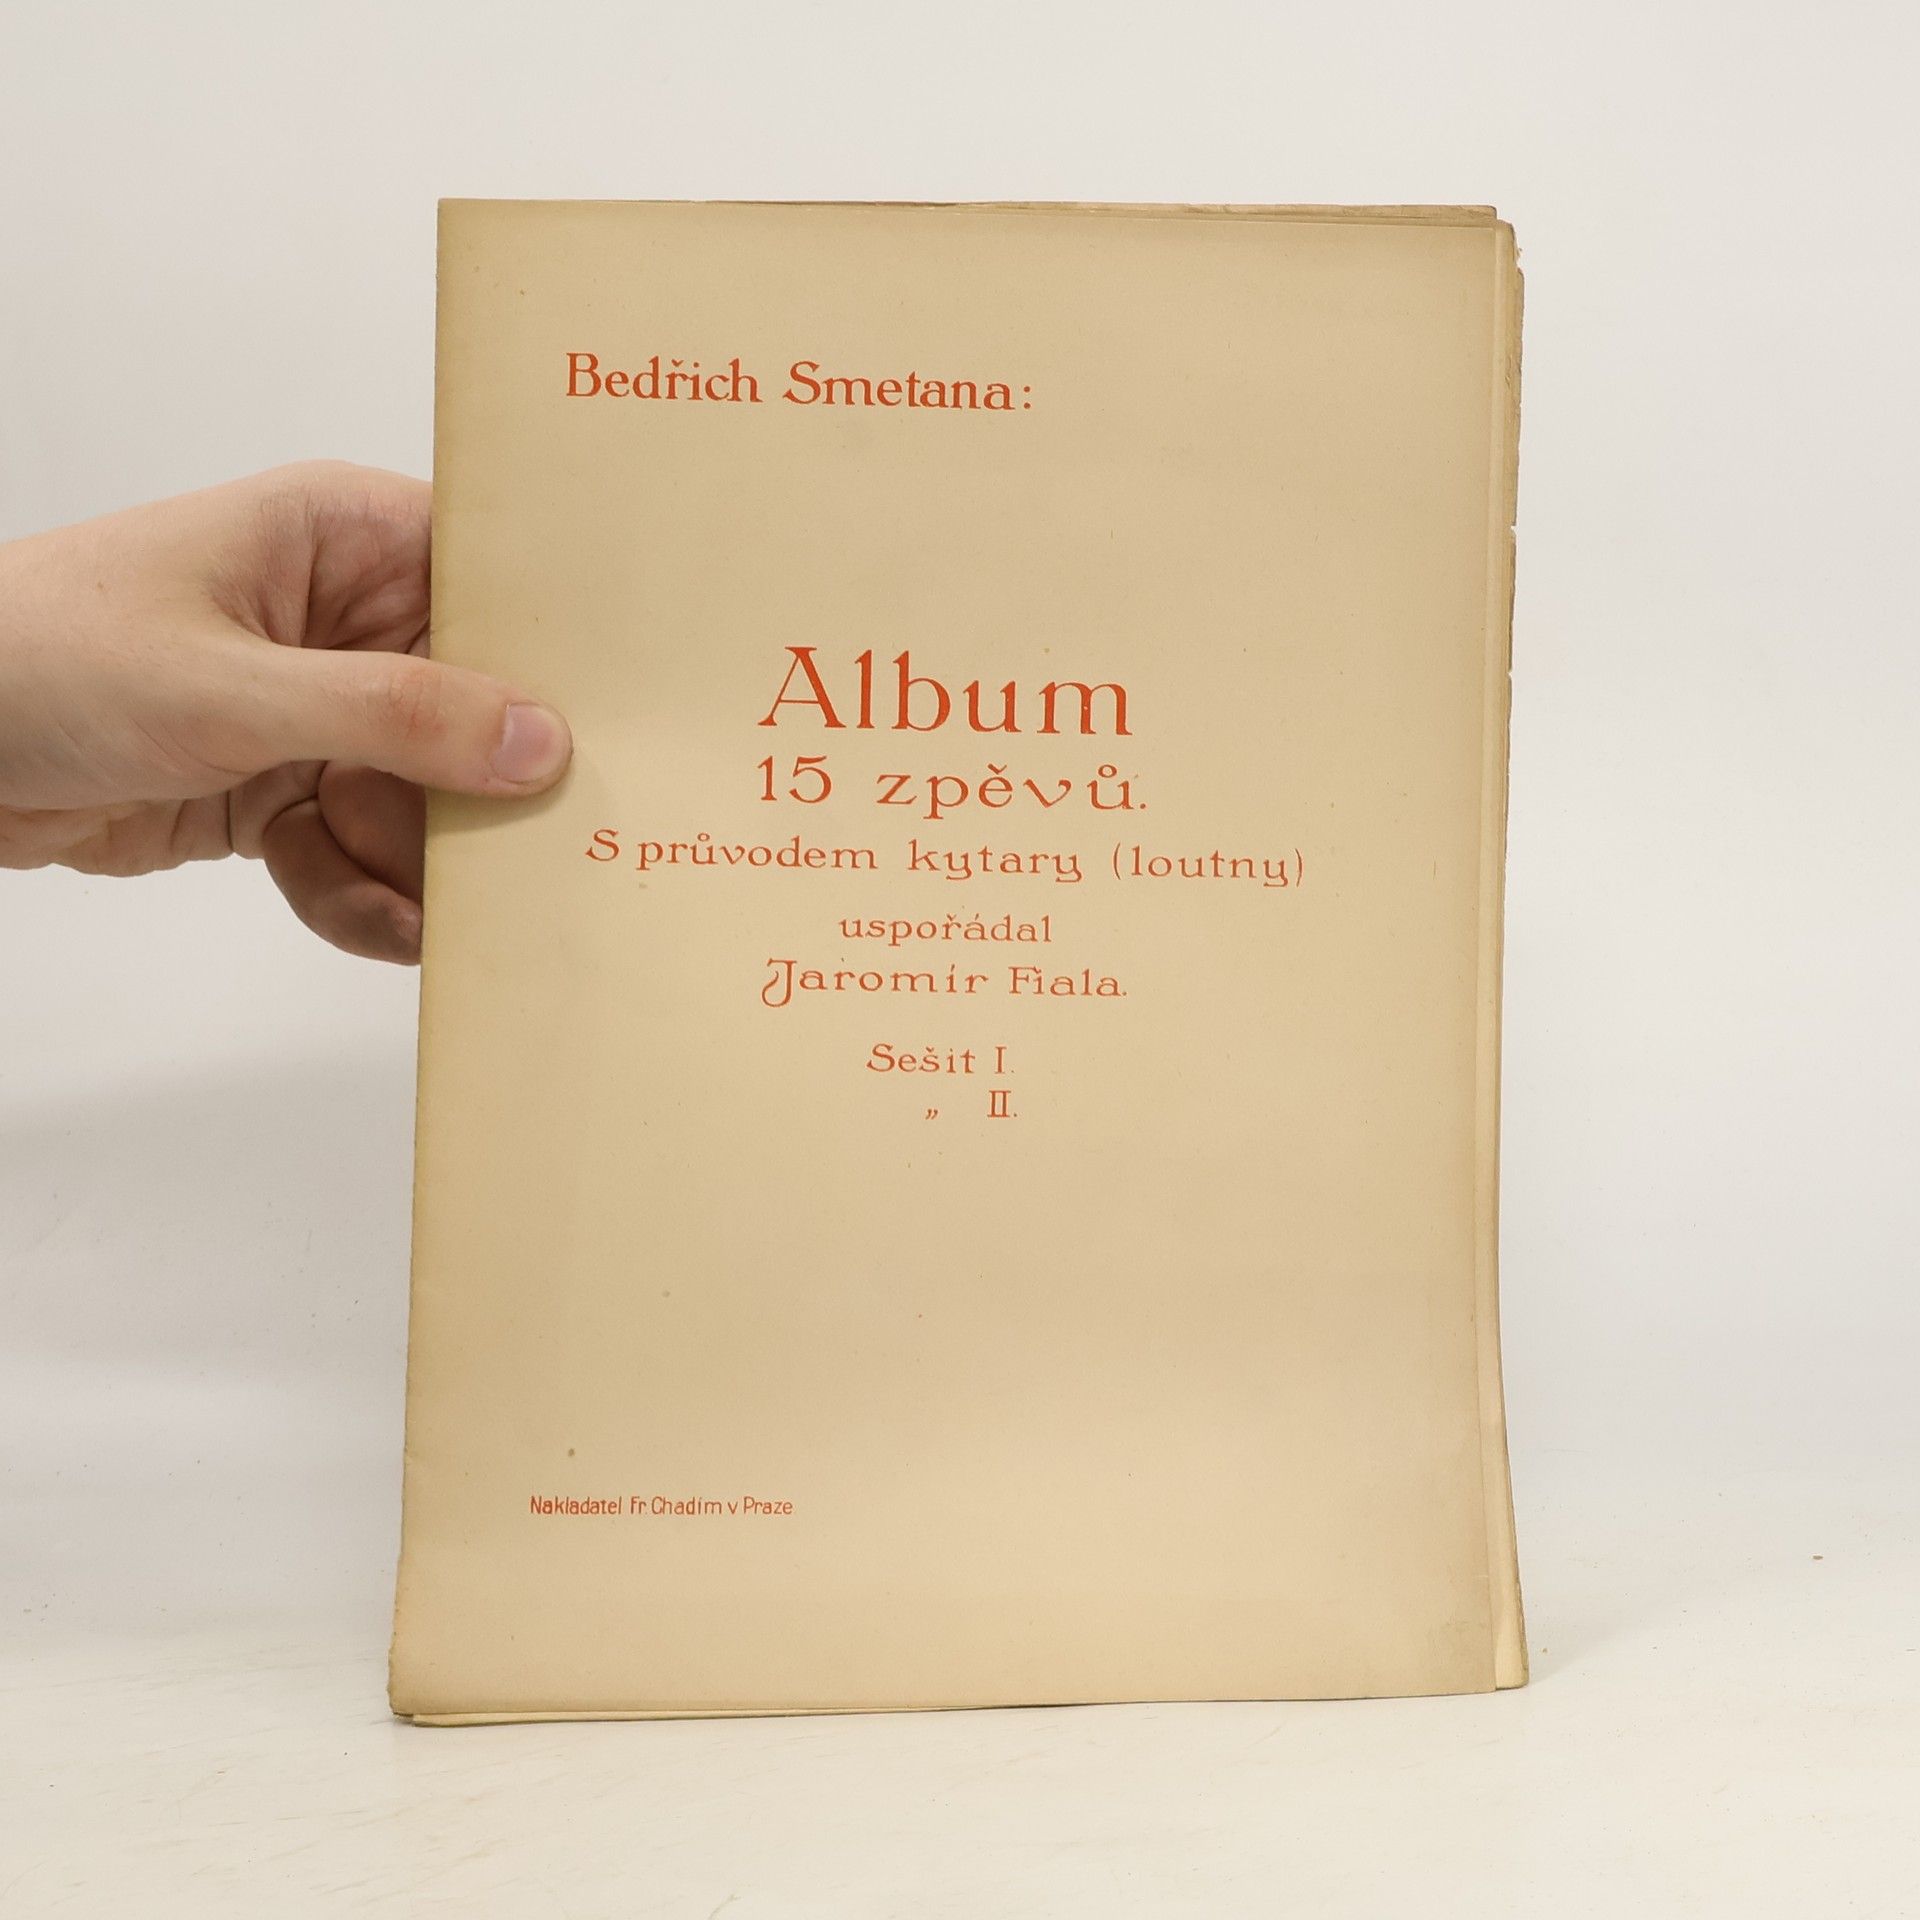 Bedřich Smetana:
Album
15 zpěvů.
S průvodem kytary (loutny)
uspořádal
Jaromír Fiala.
Sešit I.
„ II.
Nakladatel Fr. Chadím v Praze